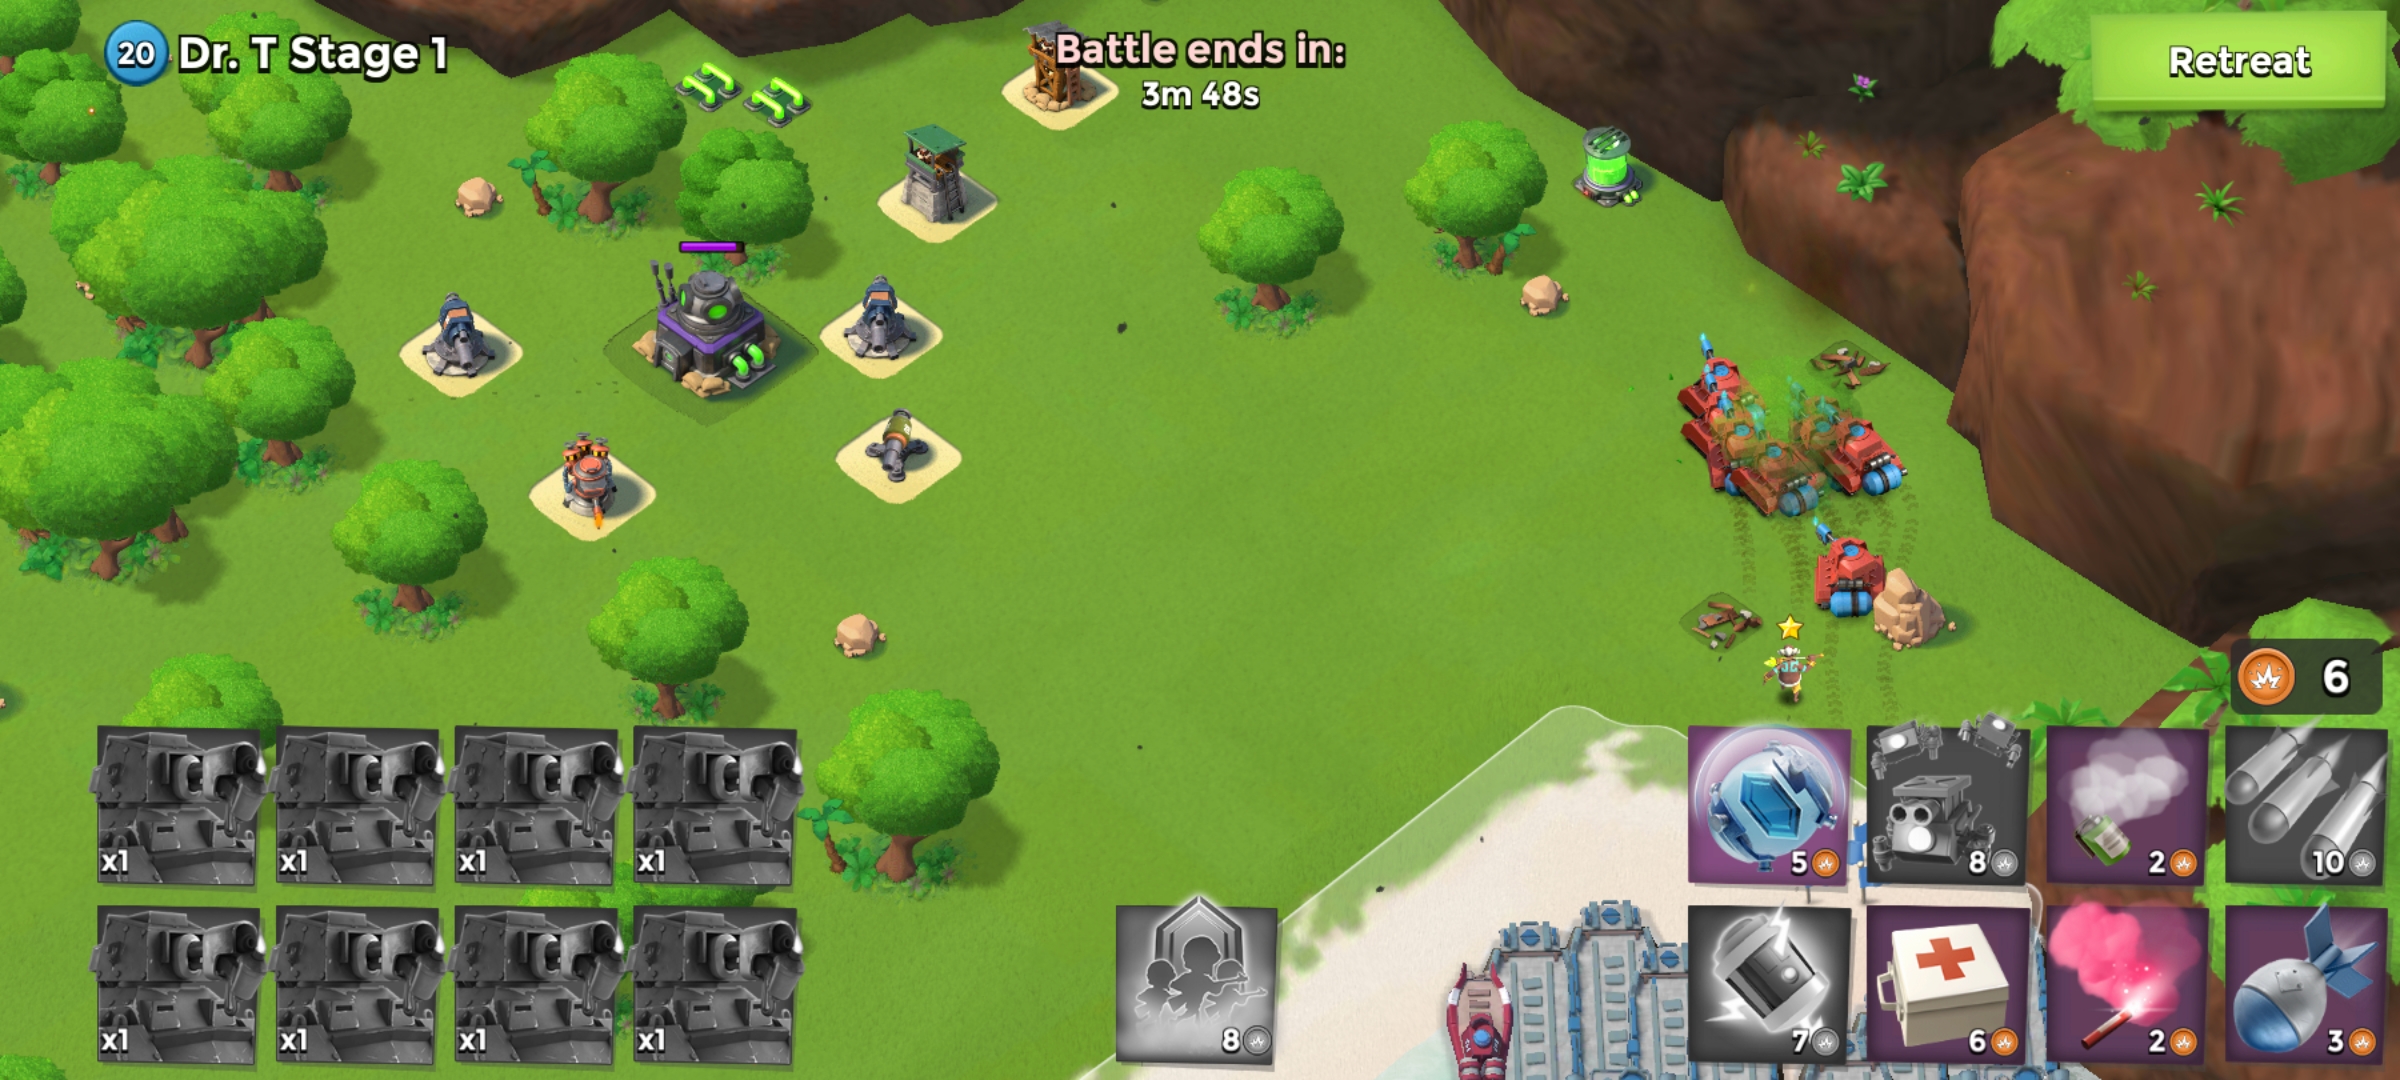 20 Dr. T Stage 1
Battle ends in:
3m 48s
Retreat
6
x1 x1 x1 x1
5 8 2 10
x1 x1 x1 x1
8
7 6 2 3